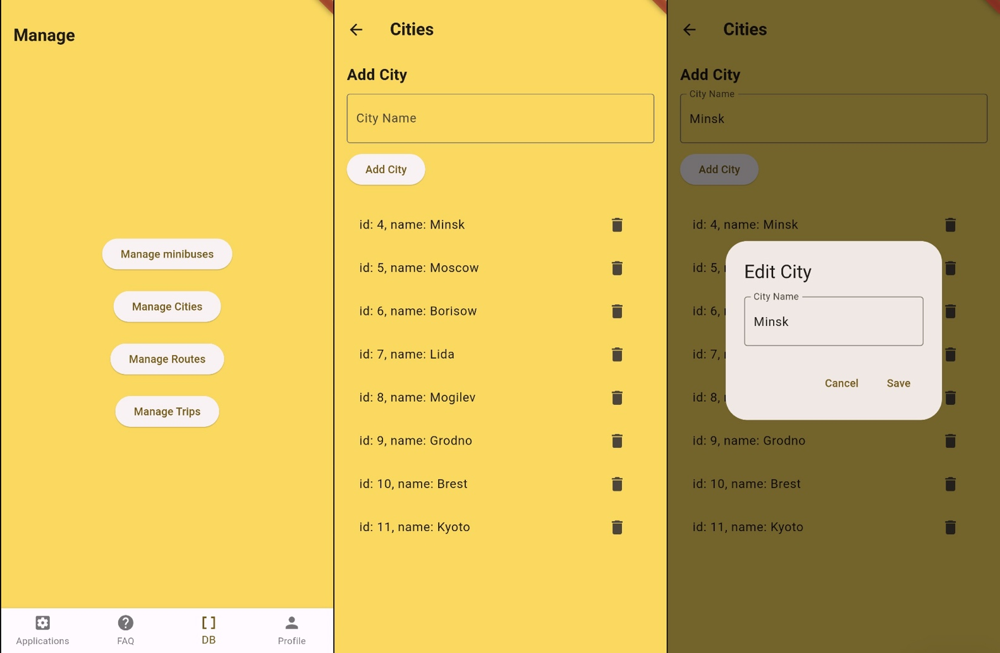 Manage
Manage minibuses
Manage Cities
Manage Routes
Manage Trips
Applications
FAQ
DB
Profile
Cities
Add City
City Name
Add City
id: 4, name: Minsk
id: 5, name: Moscow
id: 6, name: Borisow
id: 7, name: Lida
id: 8, name: Mogilev
id: 9, name: Grodno
id: 10, name: Brest
id: 11, name: Kyoto
Cities
Add City
City Name
Minsk
Add City
id: 4, name: Minsk
id: 5,
id: 6,
id: 7,
id: 8,
id: 9, name: Grodno
id: 10, name: Brest
id: 11, name: Kyoto
Edit City
City Name
Minsk
Cancel
Save